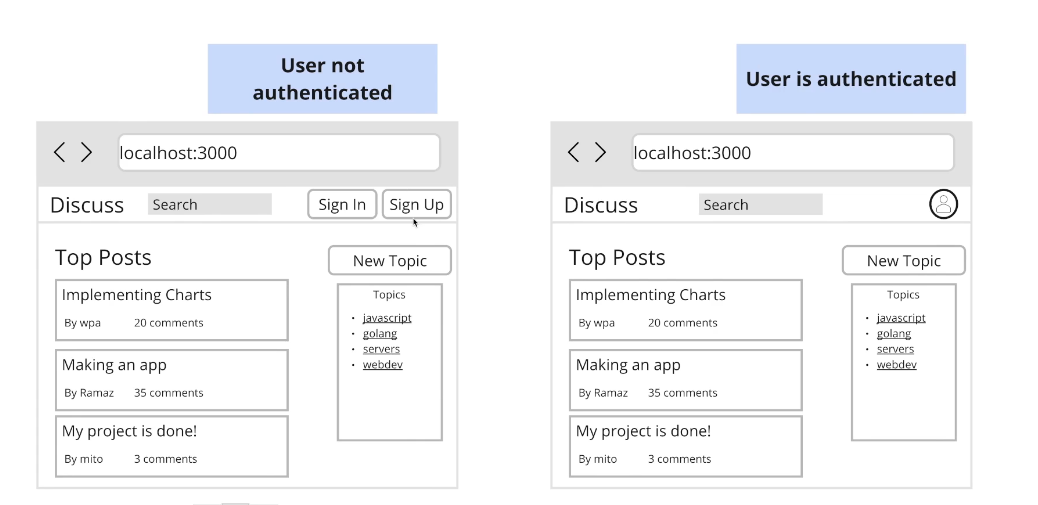 User not
authenticated
localhost:3000
Discuss
Search
Sign In
Sign Up
Top Posts
New Topic
Implementing Charts
By wpa 20 comments
Making an app
By Ramaz 35 comments
My project is done!
By mito 3 comments
Topics
• javascript
• golang
• servers
• webdev
User is authenticated
localhost:3000
Discuss
Search
Top Posts
New Topic
Implementing Charts
By wpa 20 comments
Making an app
By Ramaz 35 comments
My project is done!
By mito 3 comments
Topics
• javascript
• golang
• servers
• webdev